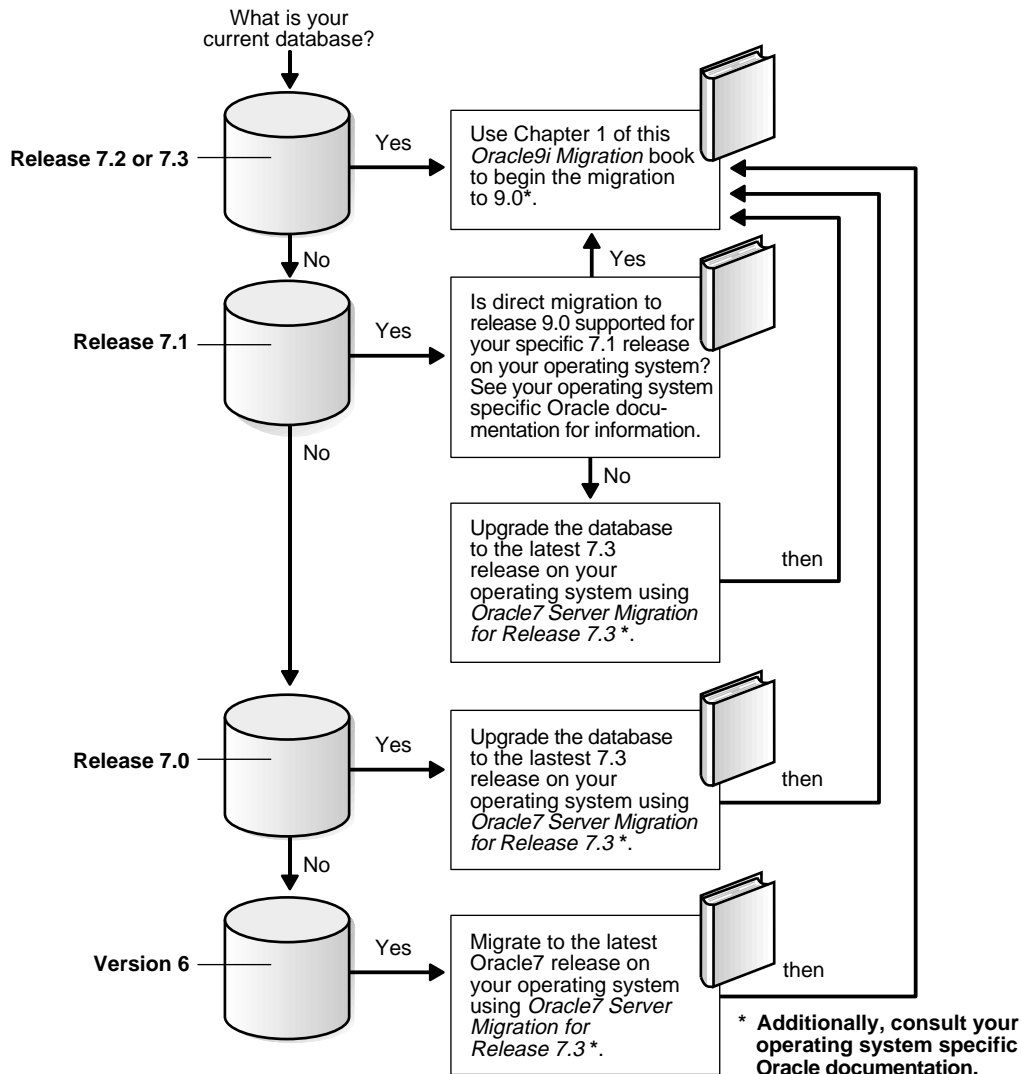 What is your
current database?
Release 7.2 or 7.3
Yes
Use Chapter 1 of this
Oracle9i Migration book
to begin the migration
to 9.0*.
No
Yes
Release 7.1
Yes
Is direct migration to
release 9.0 supported for
your specific 7.1 release
on your operating system?
See your operating system
specific Oracle docu-
mentation for information.
No
No
Upgrade the database
to the latest 7.3
release on your
operating system using
Oracle7 Server Migration
for Release 7.3 *.
then
Release 7.0
Yes
Upgrade the database
to the lastest 7.3
release on your
operating system using
Oracle7 Server Migration
for Release 7.3 *.
then
No
Version 6
Yes
Migrate to the latest
Oracle7 release on
your operating system
using Oracle7 Server
Migration for
Release 7.3 *.
then
* Additionally, consult your
operating system specific
Oracle documentation.